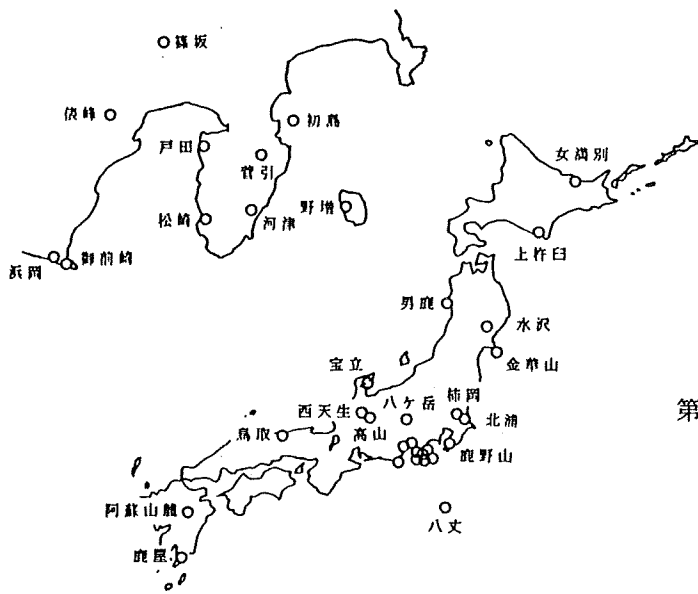 篠坂
俵峰
初島
戸田
菅引
野増
松崎
河津
浜岡
御前崎
女満別
上杵臼
男鹿
水沢
金華山
宝立
八ヶ岳
柿岡
西天生
北浦
鳥取
高山
鹿野山
第
阿蘇山麓
八丈
鹿屋